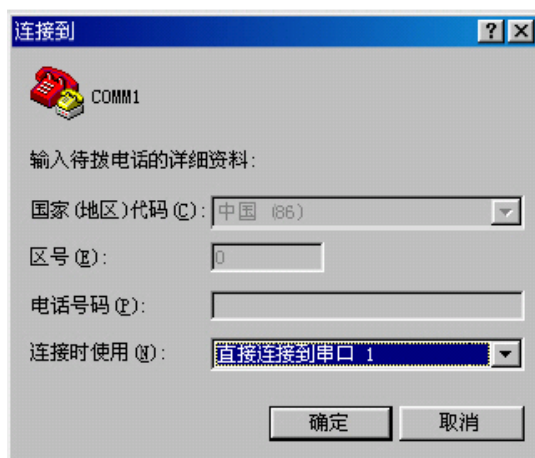 连接到
COMM1
输入待拨电话的详细资料:
国家(地区)代码(C): 中国 (86)
区号(E): 0
电话号码(P):
连接时使用(N): 直接连接到串口 1
确定 取消